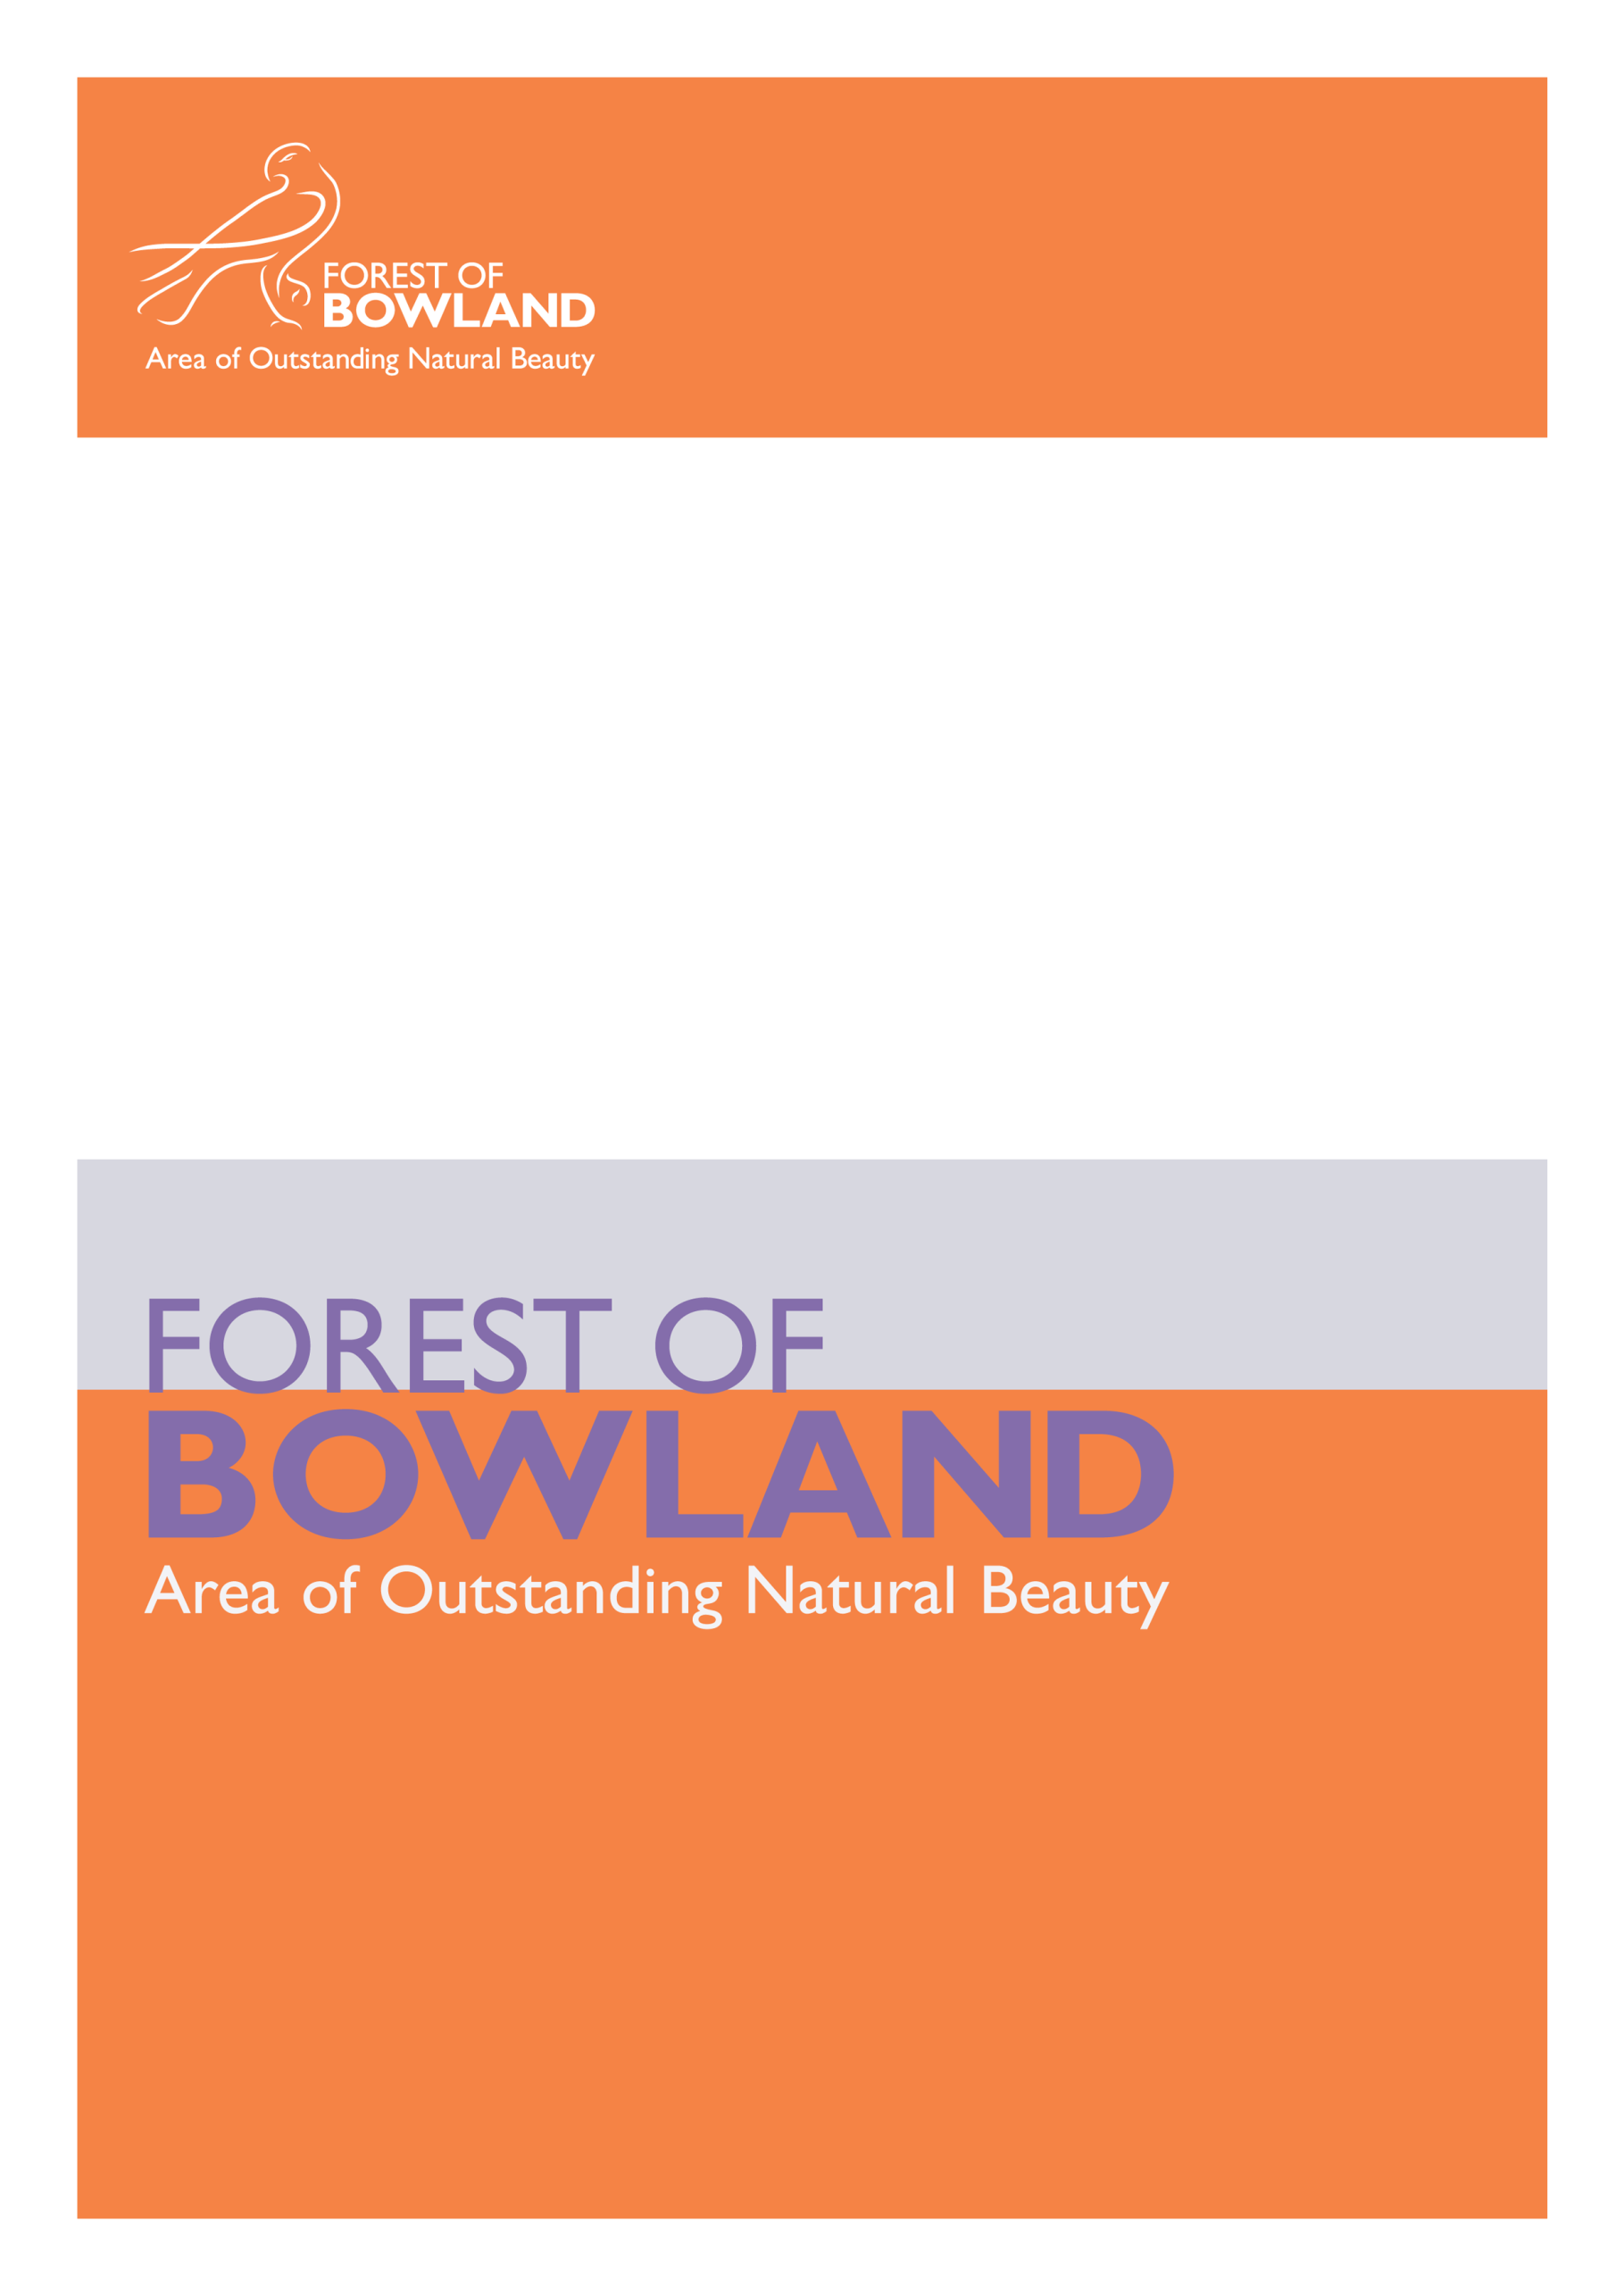 FOREST OF
BOWLAND
Area of Outstanding Natural Beauty
FOREST OF
BOWLAND
Area of Outstanding Natural Beauty